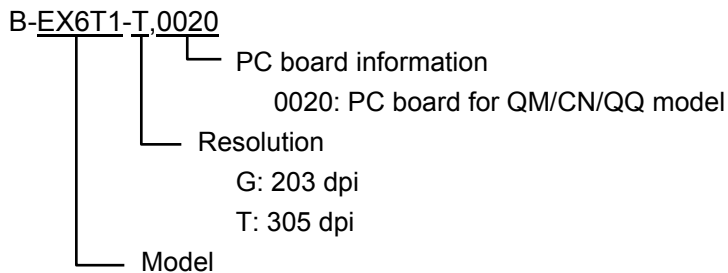 B-EX6T1-T,0020
PC board information
0020: PC board for QM/CN/QQ model
Resolution
G: 203 dpi
T: 305 dpi
Model